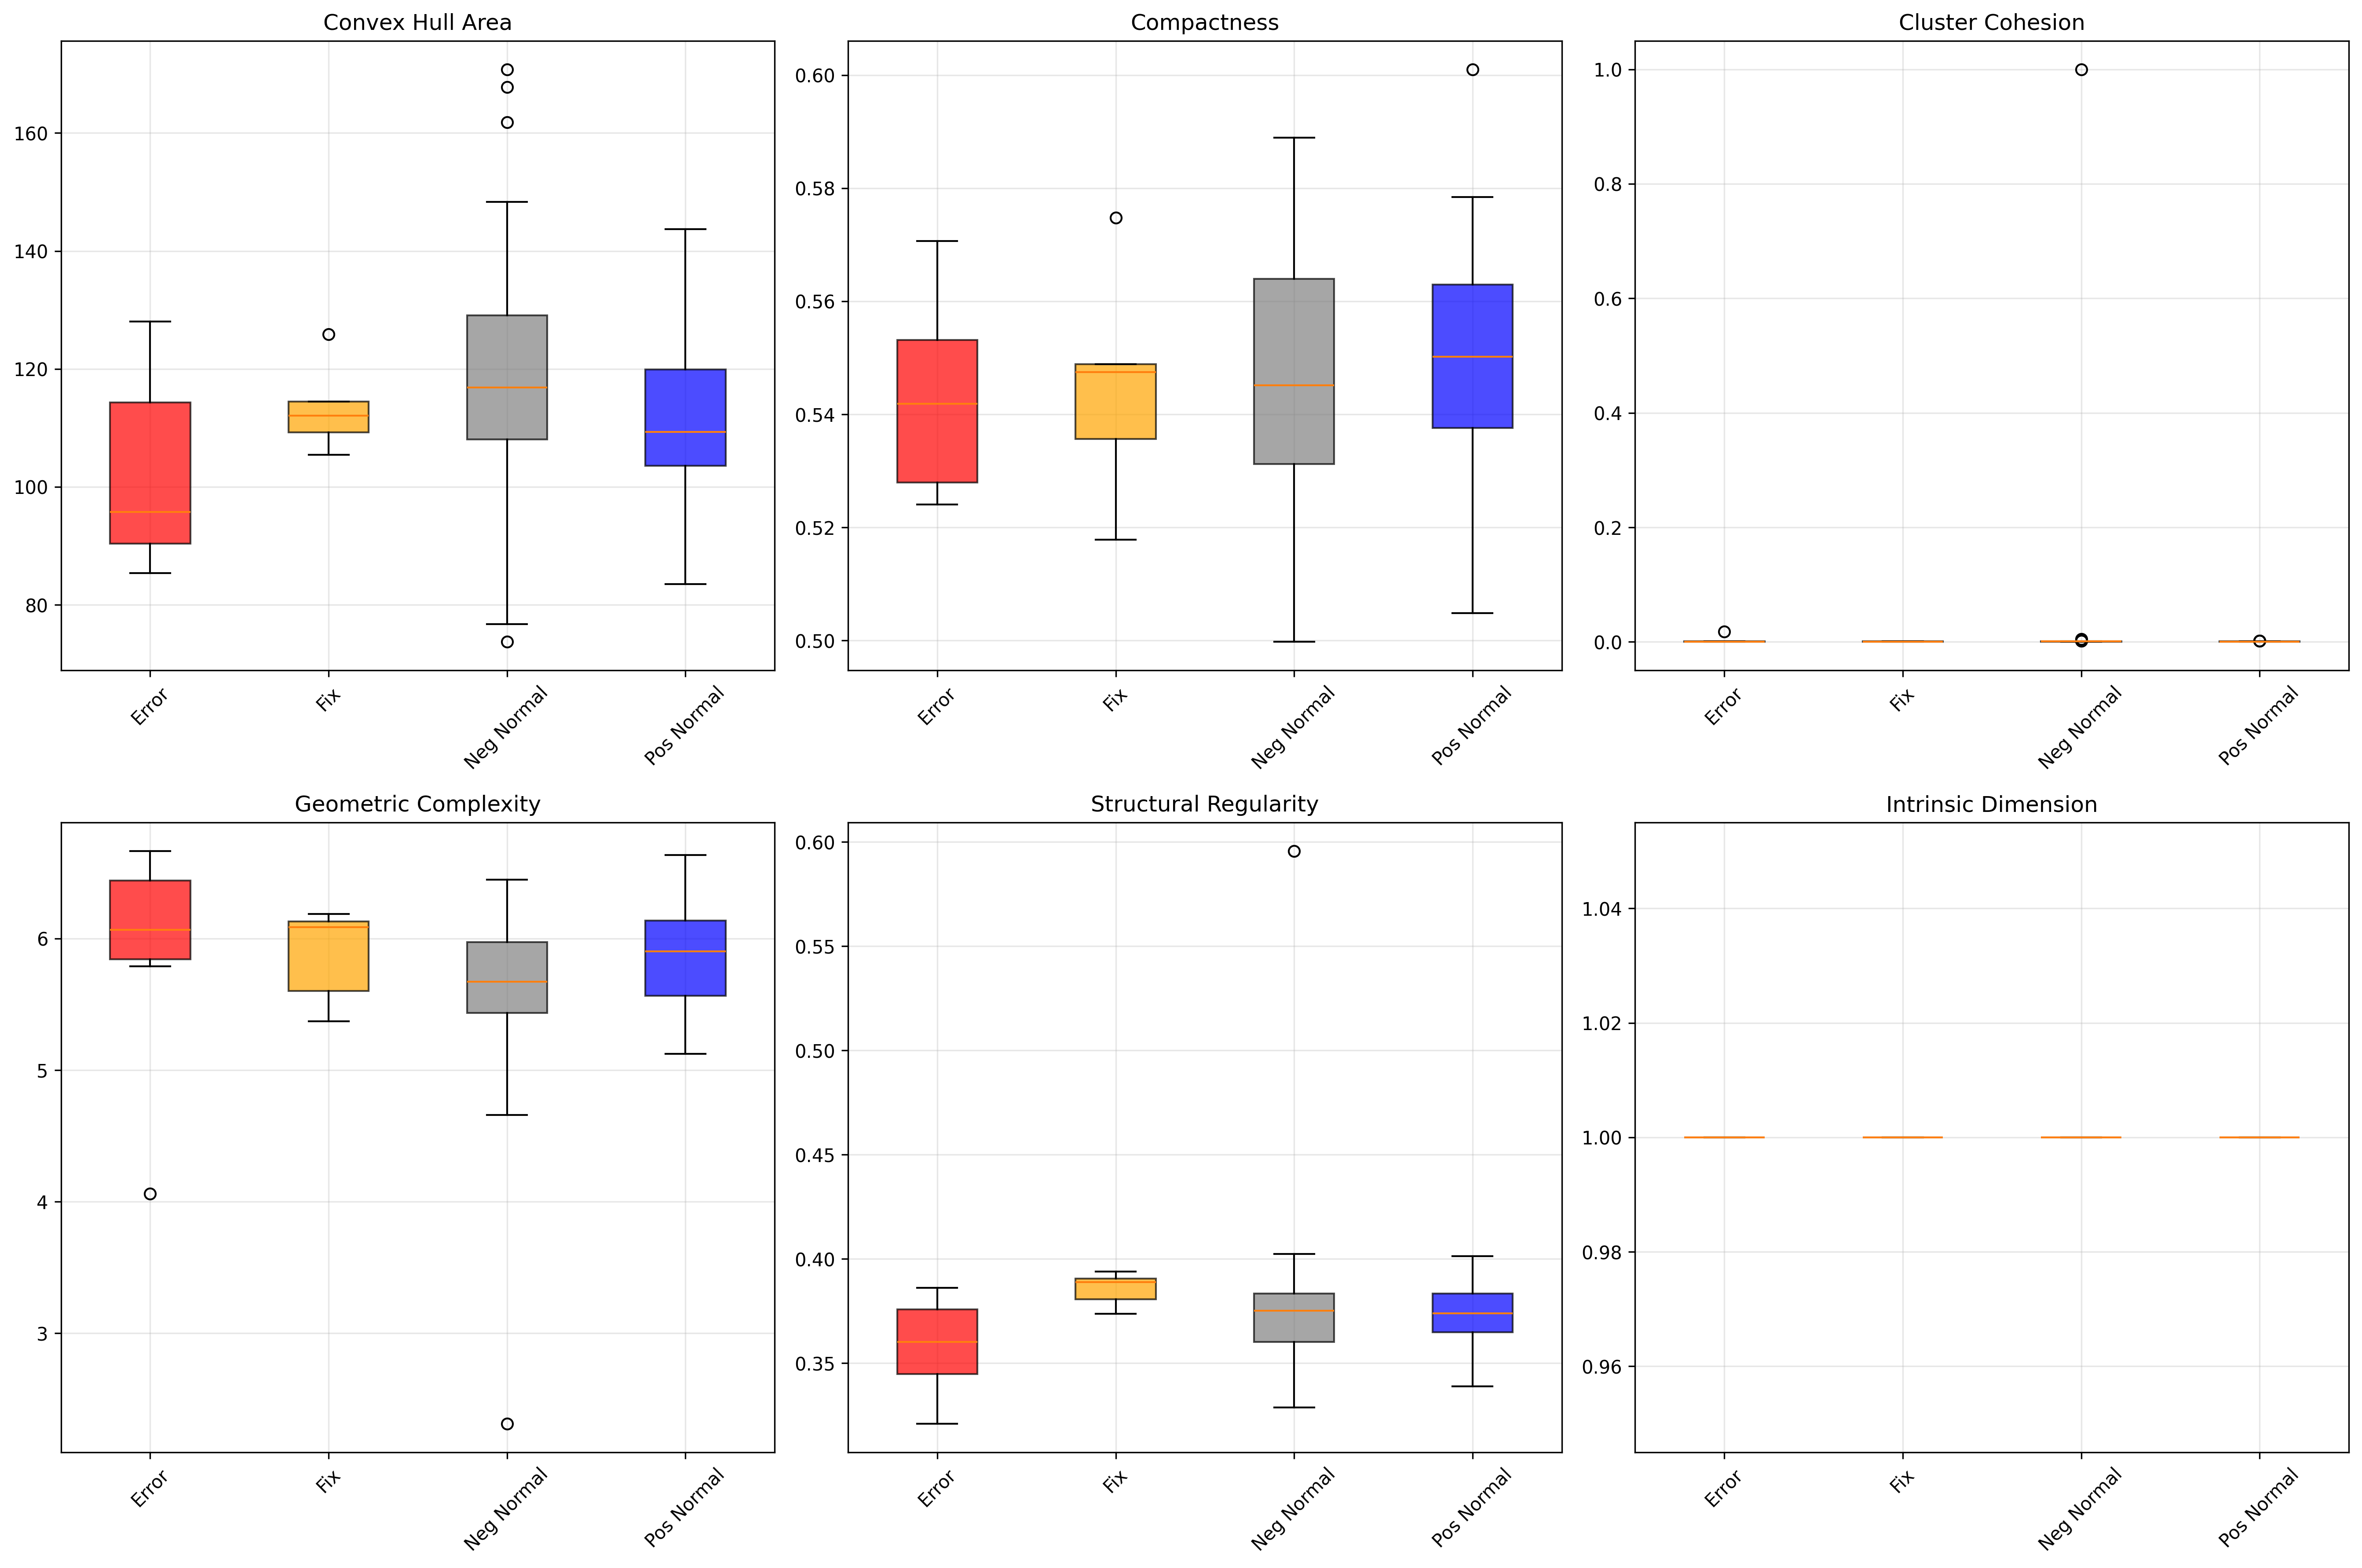 Convex Hull Area
160
140
120
100
80
Error
Fix
Neg Normal
Pos Normal
Compactness
0.60
0.58
0.56
0.54
0.52
0.50
Error
Fix
Neg Normal
Pos Normal
Cluster Cohesion
1.0
0.8
0.6
0.4
0.2
0.0
Error
Fix
Neg Normal
Pos Normal
Geometric Complexity
6
5
4
3
Error
Fix
Neg Normal
Pos Normal
Structural Regularity
0.60
0.55
0.50
0.45
0.40
0.35
Error
Fix
Neg Normal
Pos Normal
Intrinsic Dimension
1.04
1.02
1.00
0.98
0.96
Error
Fix
Neg Normal
Pos Normal